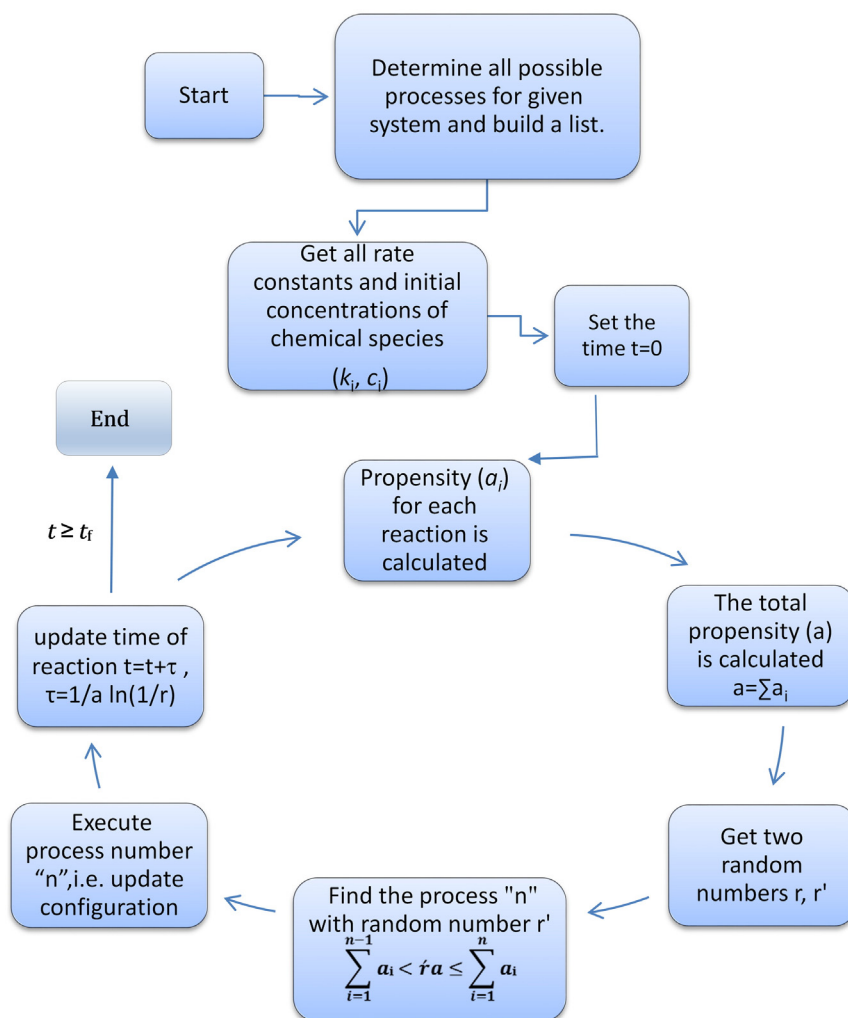 Start
Determine all possible
processes for given
system and build a list.
Get all rate
constants and initial
concentrations of
chemical species
(kᵢ, cᵢ)
Set the
time t=0
Propensity (aᵢ)
for each
reaction is
calculated
The total
propensity (a)
is calculated
a=∑aᵢ
Get two
random
numbers r, r'
Find the process "n"
with random number r'
∑_{i=1}^{n−1} aᵢ < ŕa ≤ ∑_{i=1}^{n} aᵢ
Execute
process number
“n”,i.e. update
configuration
update time of
reaction t=t+τ ,
τ=1/a ln(1/r)
t ≥ t_f
End